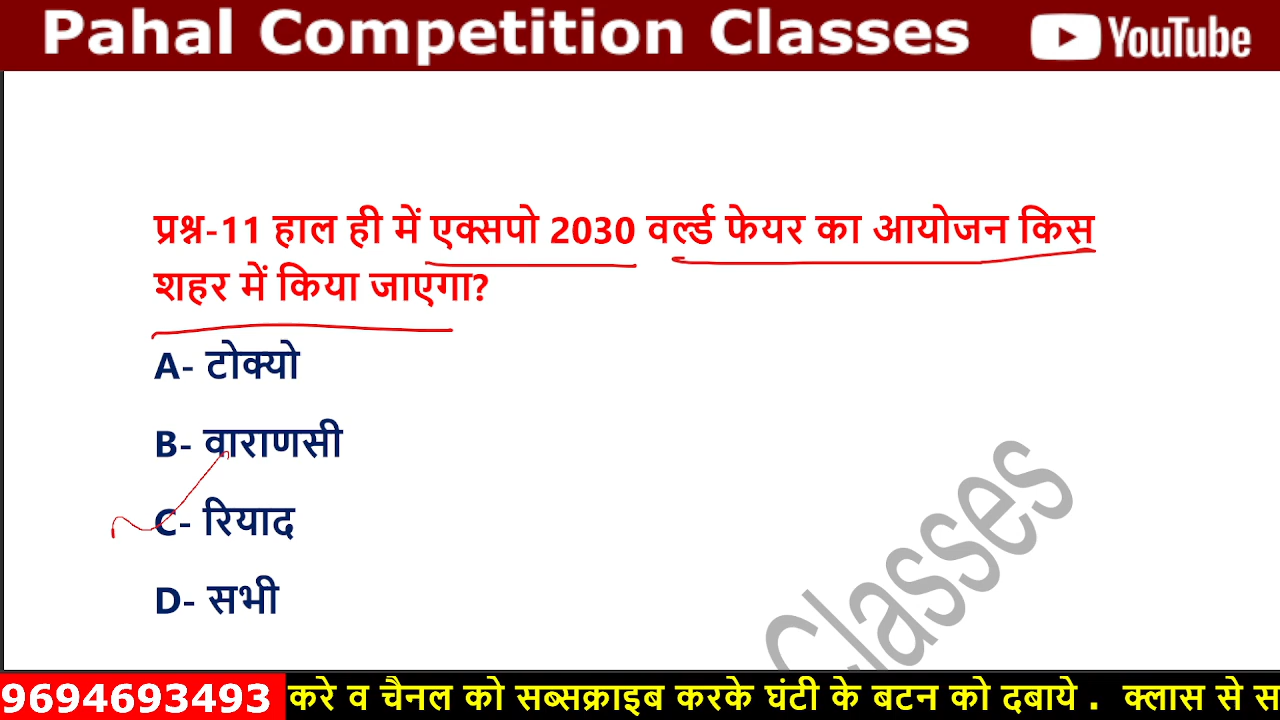 Pahal Competition Classes
YouTube
प्रश्न-11 हाल ही में एक्सपो 2030 वर्ल्ड फेयर का आयोजन किस
शहर में किया जाएगा?
A- टोक्यो
B- वाराणसी
C- रियाद
D- सभी
Classes
9694693493 करे व चैनल को सब्सक्राइब करके घंटी के बटन को दबाये . क्लास से स